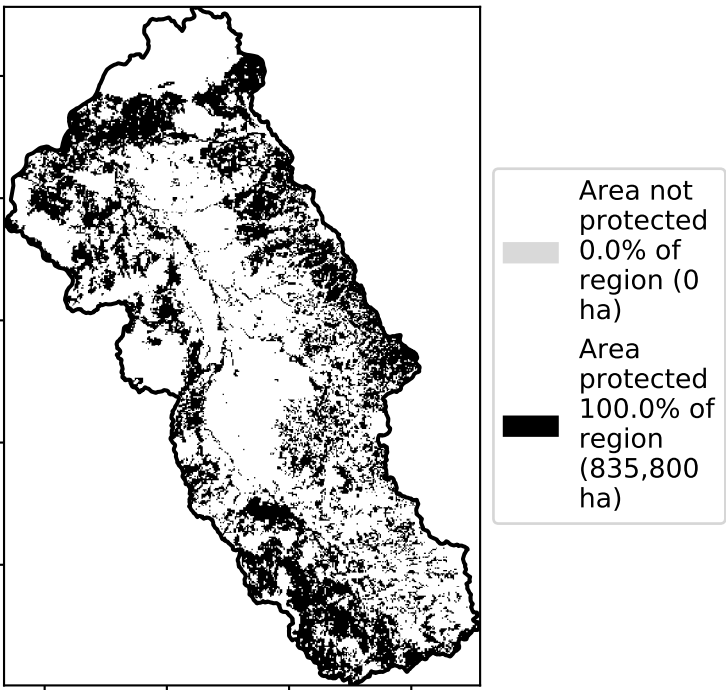 Area not
protected
0.0% of
region (0
ha)
Area
protected
100.0% of
region
(835,800
ha)